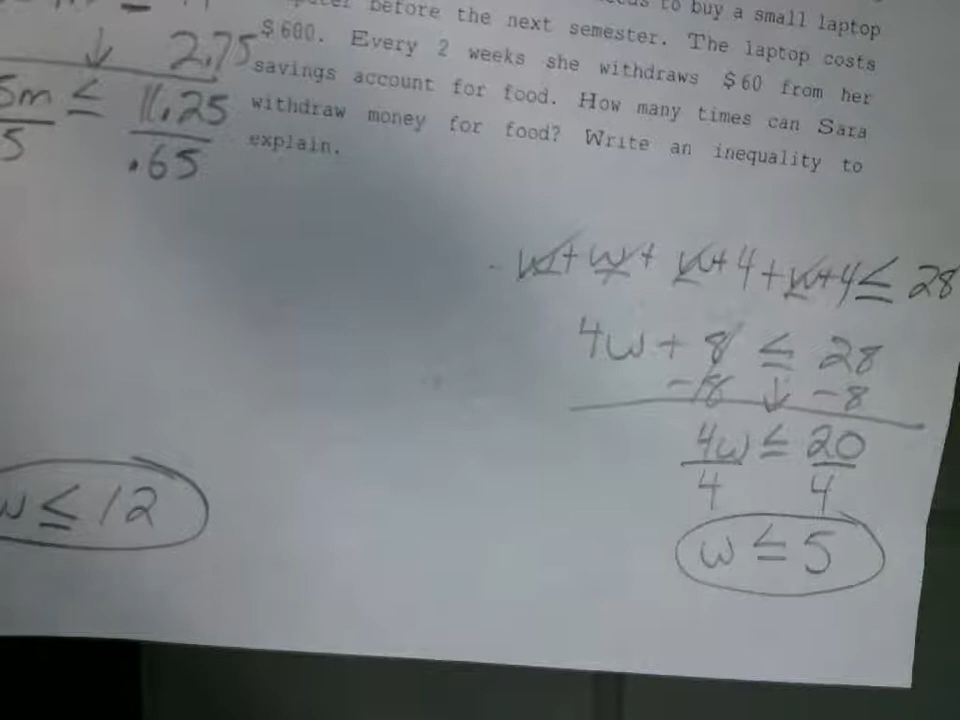 to buy a small laptop
before the next semester. The laptop costs
$600. Every 2 weeks she withdraws $60 from her
savings account for food. How many times can Sara
withdraw money for food? Write an inequality to
explain.
↓ 2.75
5m ≤ 11.25
5 .65
w+w+ w+4+w+4≤ 28
4w + 8 ≤ 28
-8 ↓ -8
4w ≤ 20
4 4
w ≤ 5
w ≤ 12